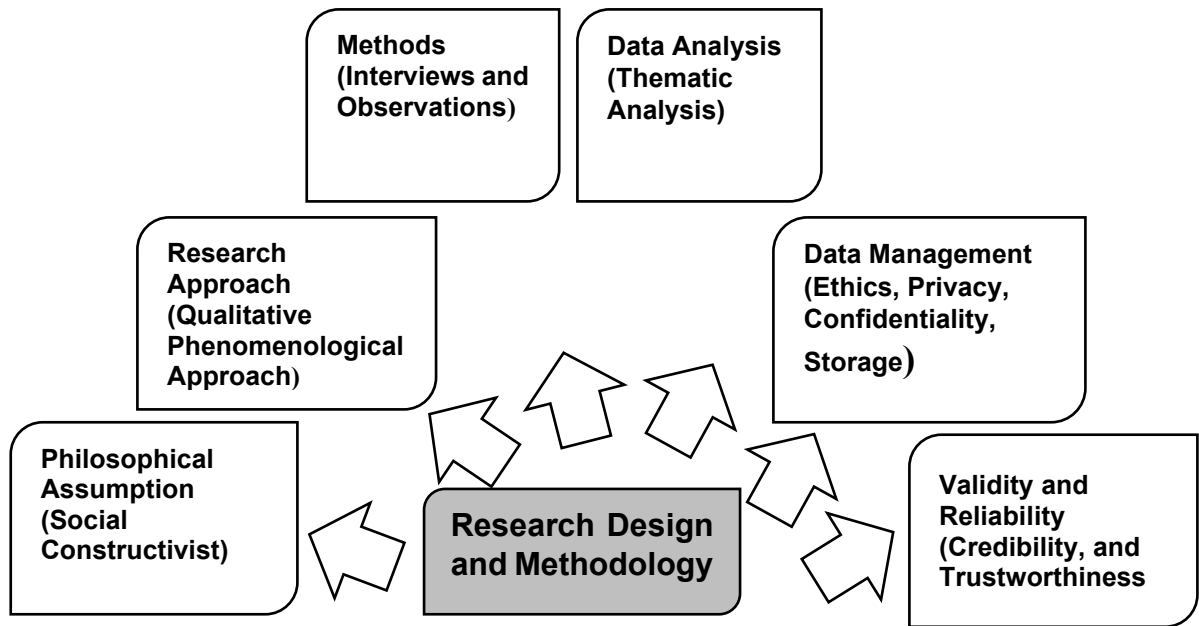 Methods
(Interviews and
Observations)
Data Analysis
(Thematic
Analysis)
Research
Approach
(Qualitative
Phenomenological
Approach)
Data Management
(Ethics, Privacy,
Confidentiality,
Storage)
Philosophical
Assumption
(Social
Constructivist)
Research Design
and Methodology
Validity and
Reliability
(Credibility, and
Trustworthiness